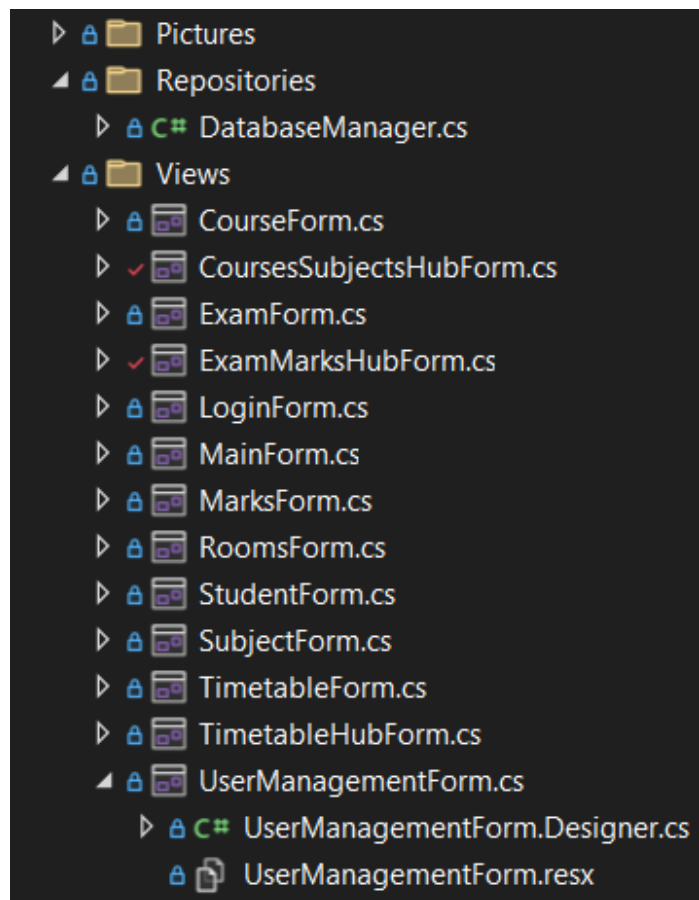 Pictures
Repositories
C# DatabaseManager.cs
Views
CourseForm.cs
CoursesSubjectsHubForm.cs
ExamForm.cs
ExamMarksHubForm.cs
LoginForm.cs
MainForm.cs
MarksForm.cs
RoomsForm.cs
StudentForm.cs
SubjectForm.cs
TimetableForm.cs
TimetableHubForm.cs
UserManagementForm.cs
C# UserManagementForm.Designer.cs
UserManagementForm.resx